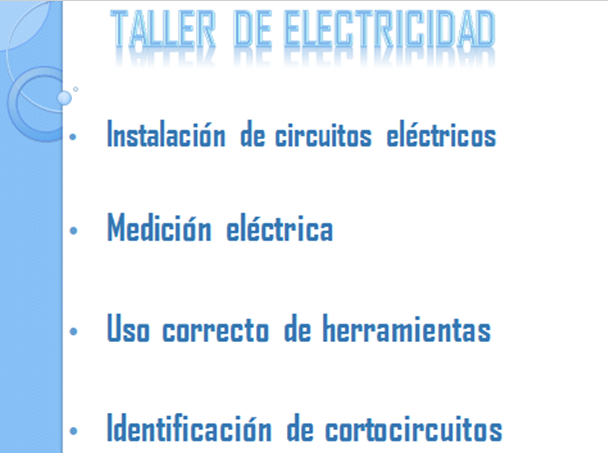 TALLER DE ELECTRICIDAD
• Instalación de circuitos eléctricos
• Medición eléctrica
• Uso correcto de herramientas
• Identificación de cortocircuitos